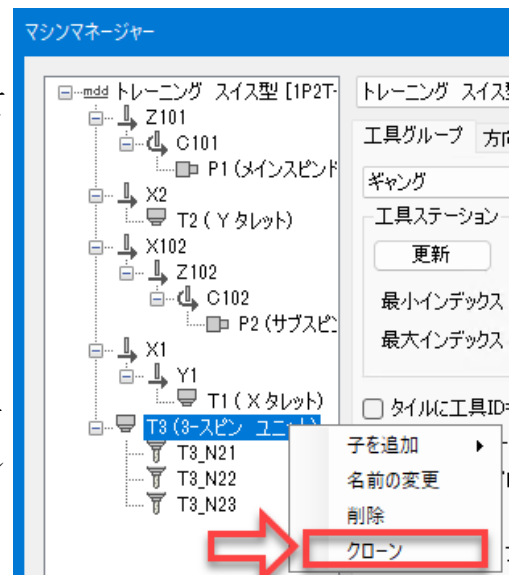 マシンマネージャー
mdd トレーニング スイス型 [1P2T-
Z101
C101
P1 (メインスピンド
X2
T2 ( Y タレット)
X102
Z102
C102
P2 (サブスピ
X1
Y1
T1 ( X タレット)
T3 (3-スピン ユニット)
T3_N21
T3_N22
T3_N23
トレーニング スイス型
工具グループ 方向
ギャング
工具ステーション
更新
最小インデックス
最大インデックス
タイルに工具ID
子を追加
名前の変更
削除
クローン